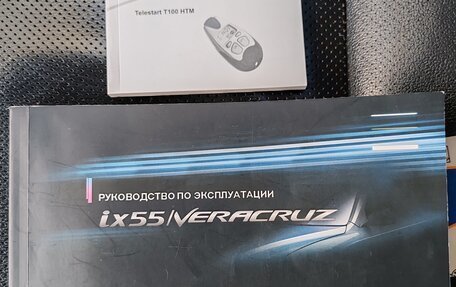 Telestart T100 HTM
РУКОВОДСТВО ПО ЭКСПЛУАТАЦИИ
ix55/VERACRUZ